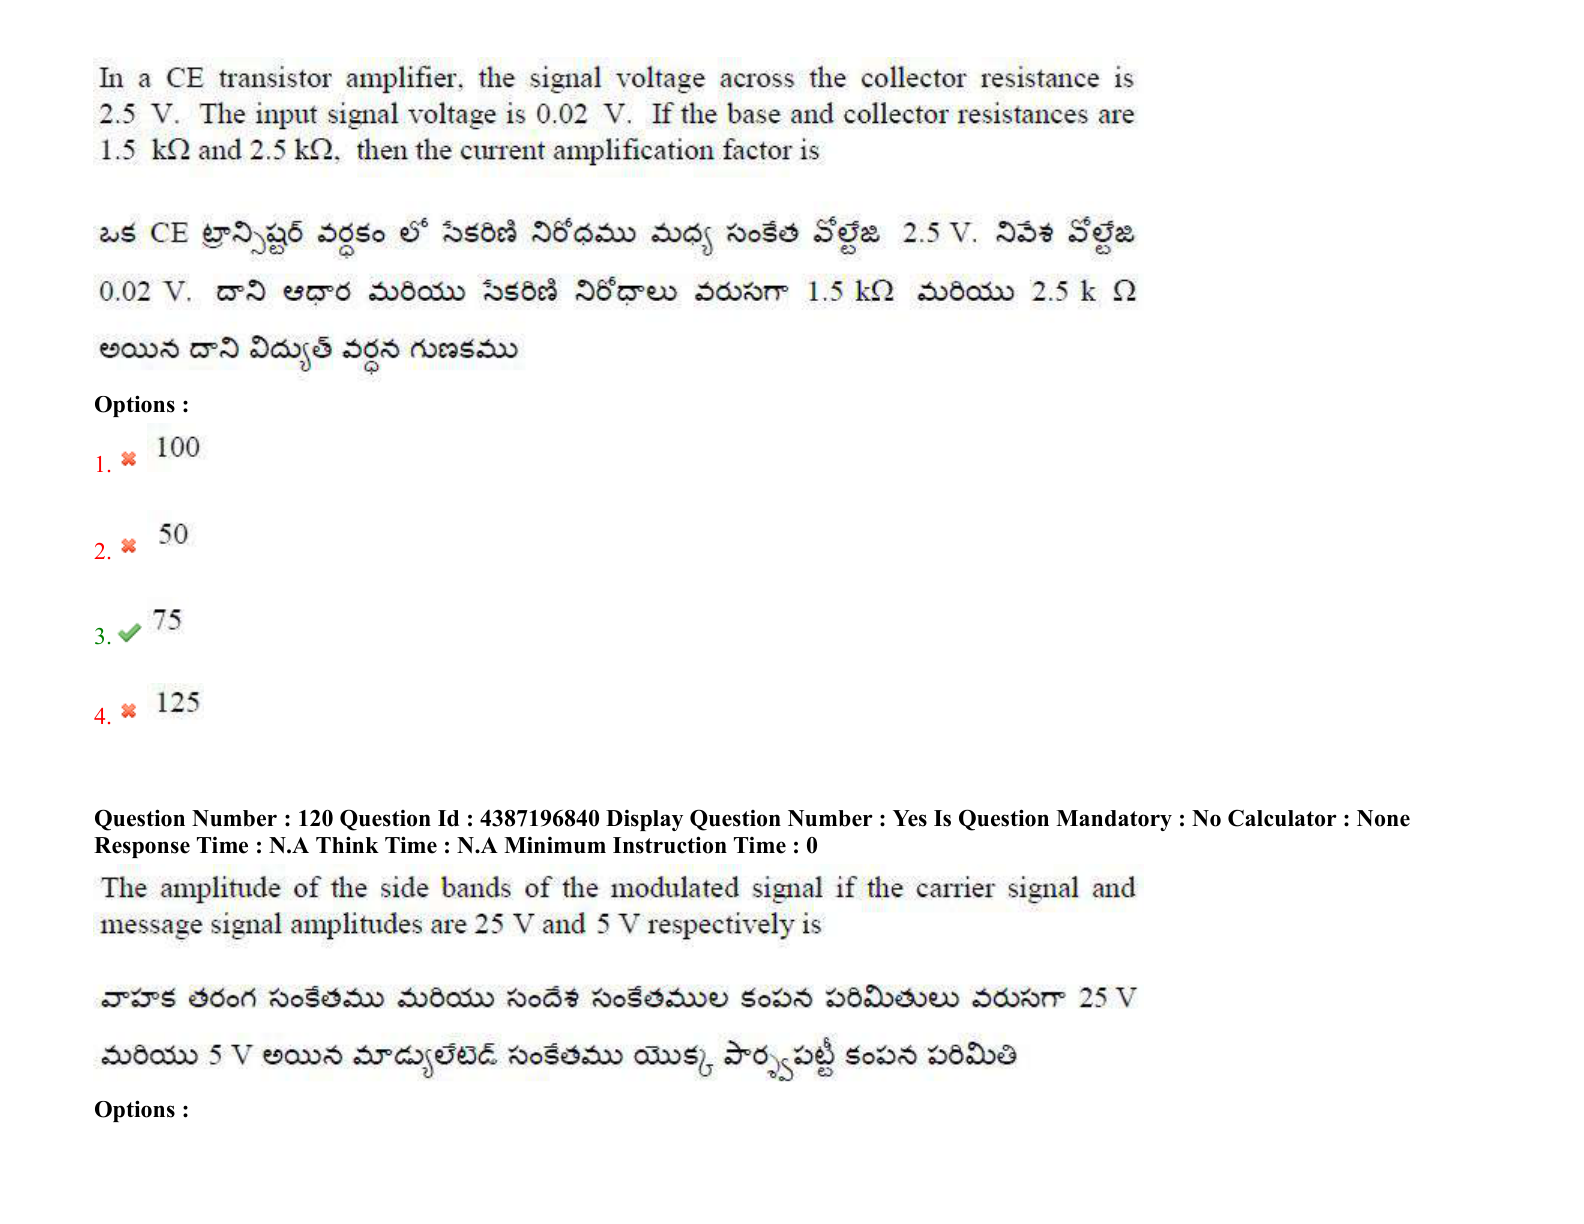 In a CE transistor amplifier, the signal voltage across the collector resistance is
2.5 V. The input signal voltage is 0.02 V. If the base and collector resistances are
1.5 kΩ and 2.5 kΩ, then the current amplification factor is
ఒక CE ట్రాన్సిష్టర్ వర్ధకం లో సేకరిణి నిరోధము మధ్య సంకేత వోల్టేజి 2.5 V. నివేశ వోల్టేజి
0.02 V. దాని ఆధార మరియు సేకరిణి నిరోధాలు వరుసగా 1.5 kΩ మరియు 2.5 k Ω
అయిన దాని విద్యుత్ వర్ధన గుణకము
Options :
1. 100
2. 50
3. 75
4. 125
Question Number : 120 Question Id : 4387196840 Display Question Number : Yes Is Question Mandatory : No Calculator : None
Response Time : N.A Think Time : N.A Minimum Instruction Time : 0
The amplitude of the side bands of the modulated signal if the carrier signal and
message signal amplitudes are 25 V and 5 V respectively is
వాహక తరంగ సంకేతము మరియు సందేశ సంకేతముల కంపన పరిమితులు వరుసగా 25 V
మరియు 5 V అయిన మాడ్యులేటెడ్ సంకేతము యొక్క పార్శ్వపట్టీ కంపన పరిమితి
Options :